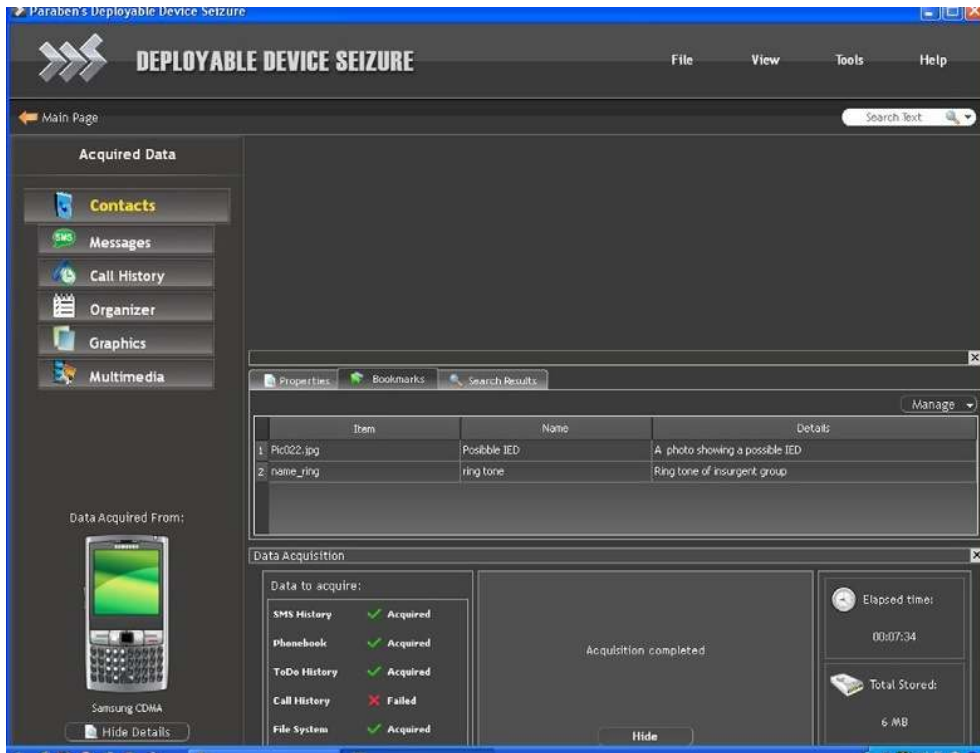 Paraben's Deployable Device Seizure
DEPLOYABLE DEVICE SEIZURE
File View Tools Help
Main Page
Search Text
Acquired Data
Contacts
SMS
Messages
Call History
Organizer
Graphics
Multimedia
Data Acquired From:
SAMSUNG
Samsung CDMA
Hide Details
Properties Bookmarks Search Results
Manage
Item Name Details
1 Pic022.jpg Posibble IED A photo showing a possible IED
2 name_ring ring tone Ring tone of insurgent group
Data Acquisition
Data to acquire:
SMS History Acquired
Phonebook Acquired
ToDo History Acquired
Call History Failed
File System Acquired
Acquisition completed
Hide
Elapsed time:
00:07:34
Total Stored:
6 MB